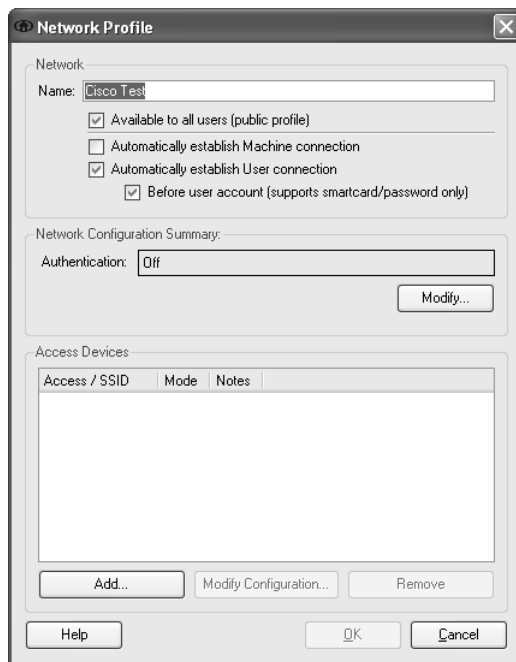 Network Profile
Network
Name: Cisco Test
Available to all users (public profile)
Automatically establish Machine connection
Automatically establish User connection
Before user account (supports smartcard/password only)
Network Configuration Summary:
Authentication: Off
Modify...
Access Devices
Access / SSID Mode Notes
Add... Modify Configuration... Remove
Help OK Cancel